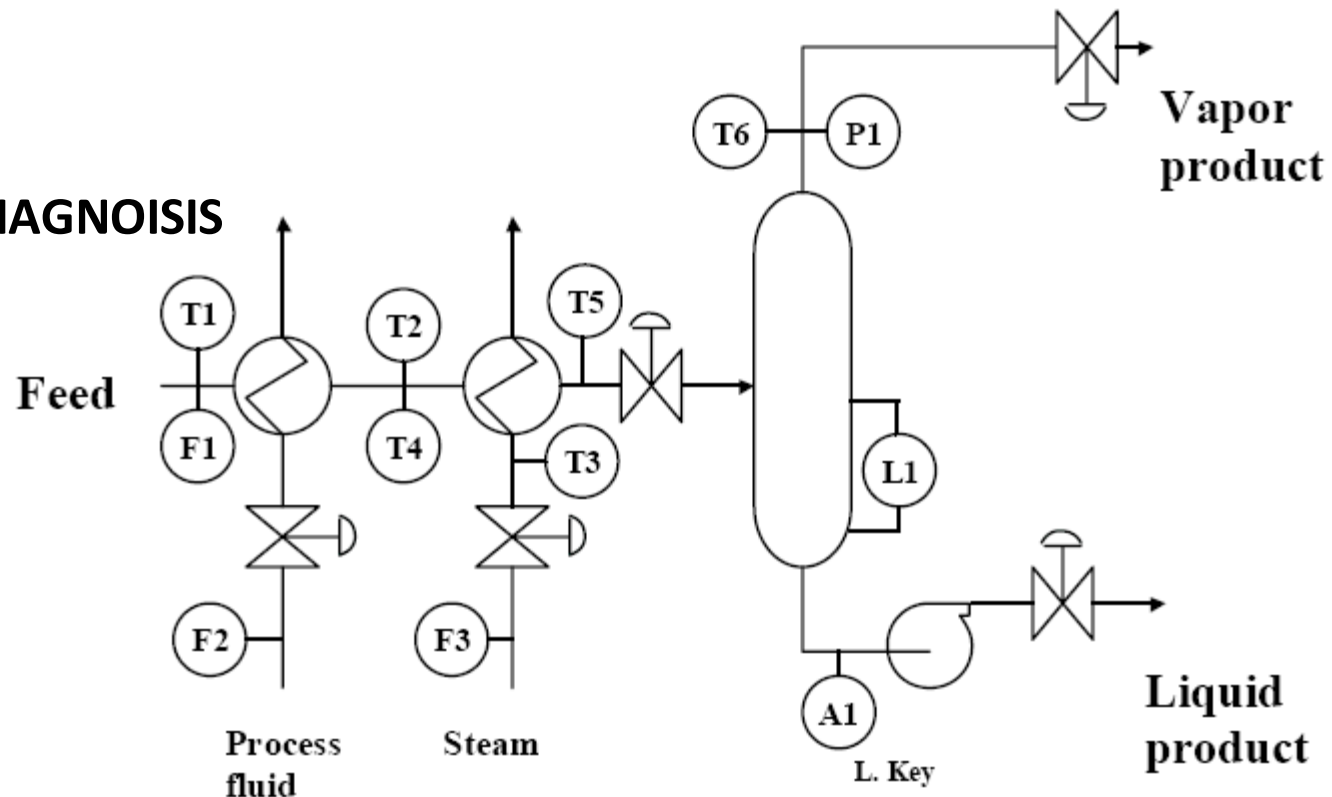 Vapor
product
T6
P1
IAGNOISIS
T1
T2
T5
Feed
F1
T4
T3
L1
F2
F3
A1
Process
fluid
Steam
L. Key
Liquid
product